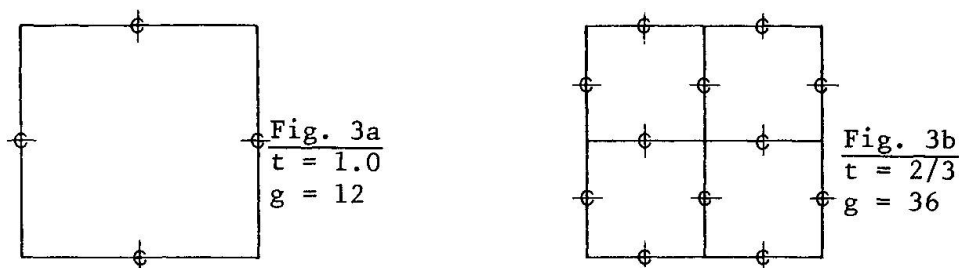 Fig. 3a
t = 1.0
g = 12
Fig. 3b
t = 2/3
g = 36